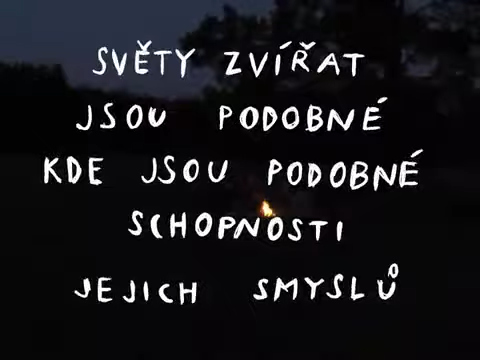 SVĚTY ZVÍŘAT
JSOU PODOBNÉ
KDE JSOU PODOBNÉ
SCHOPNOSTI
JEJICH SMYSLŮ